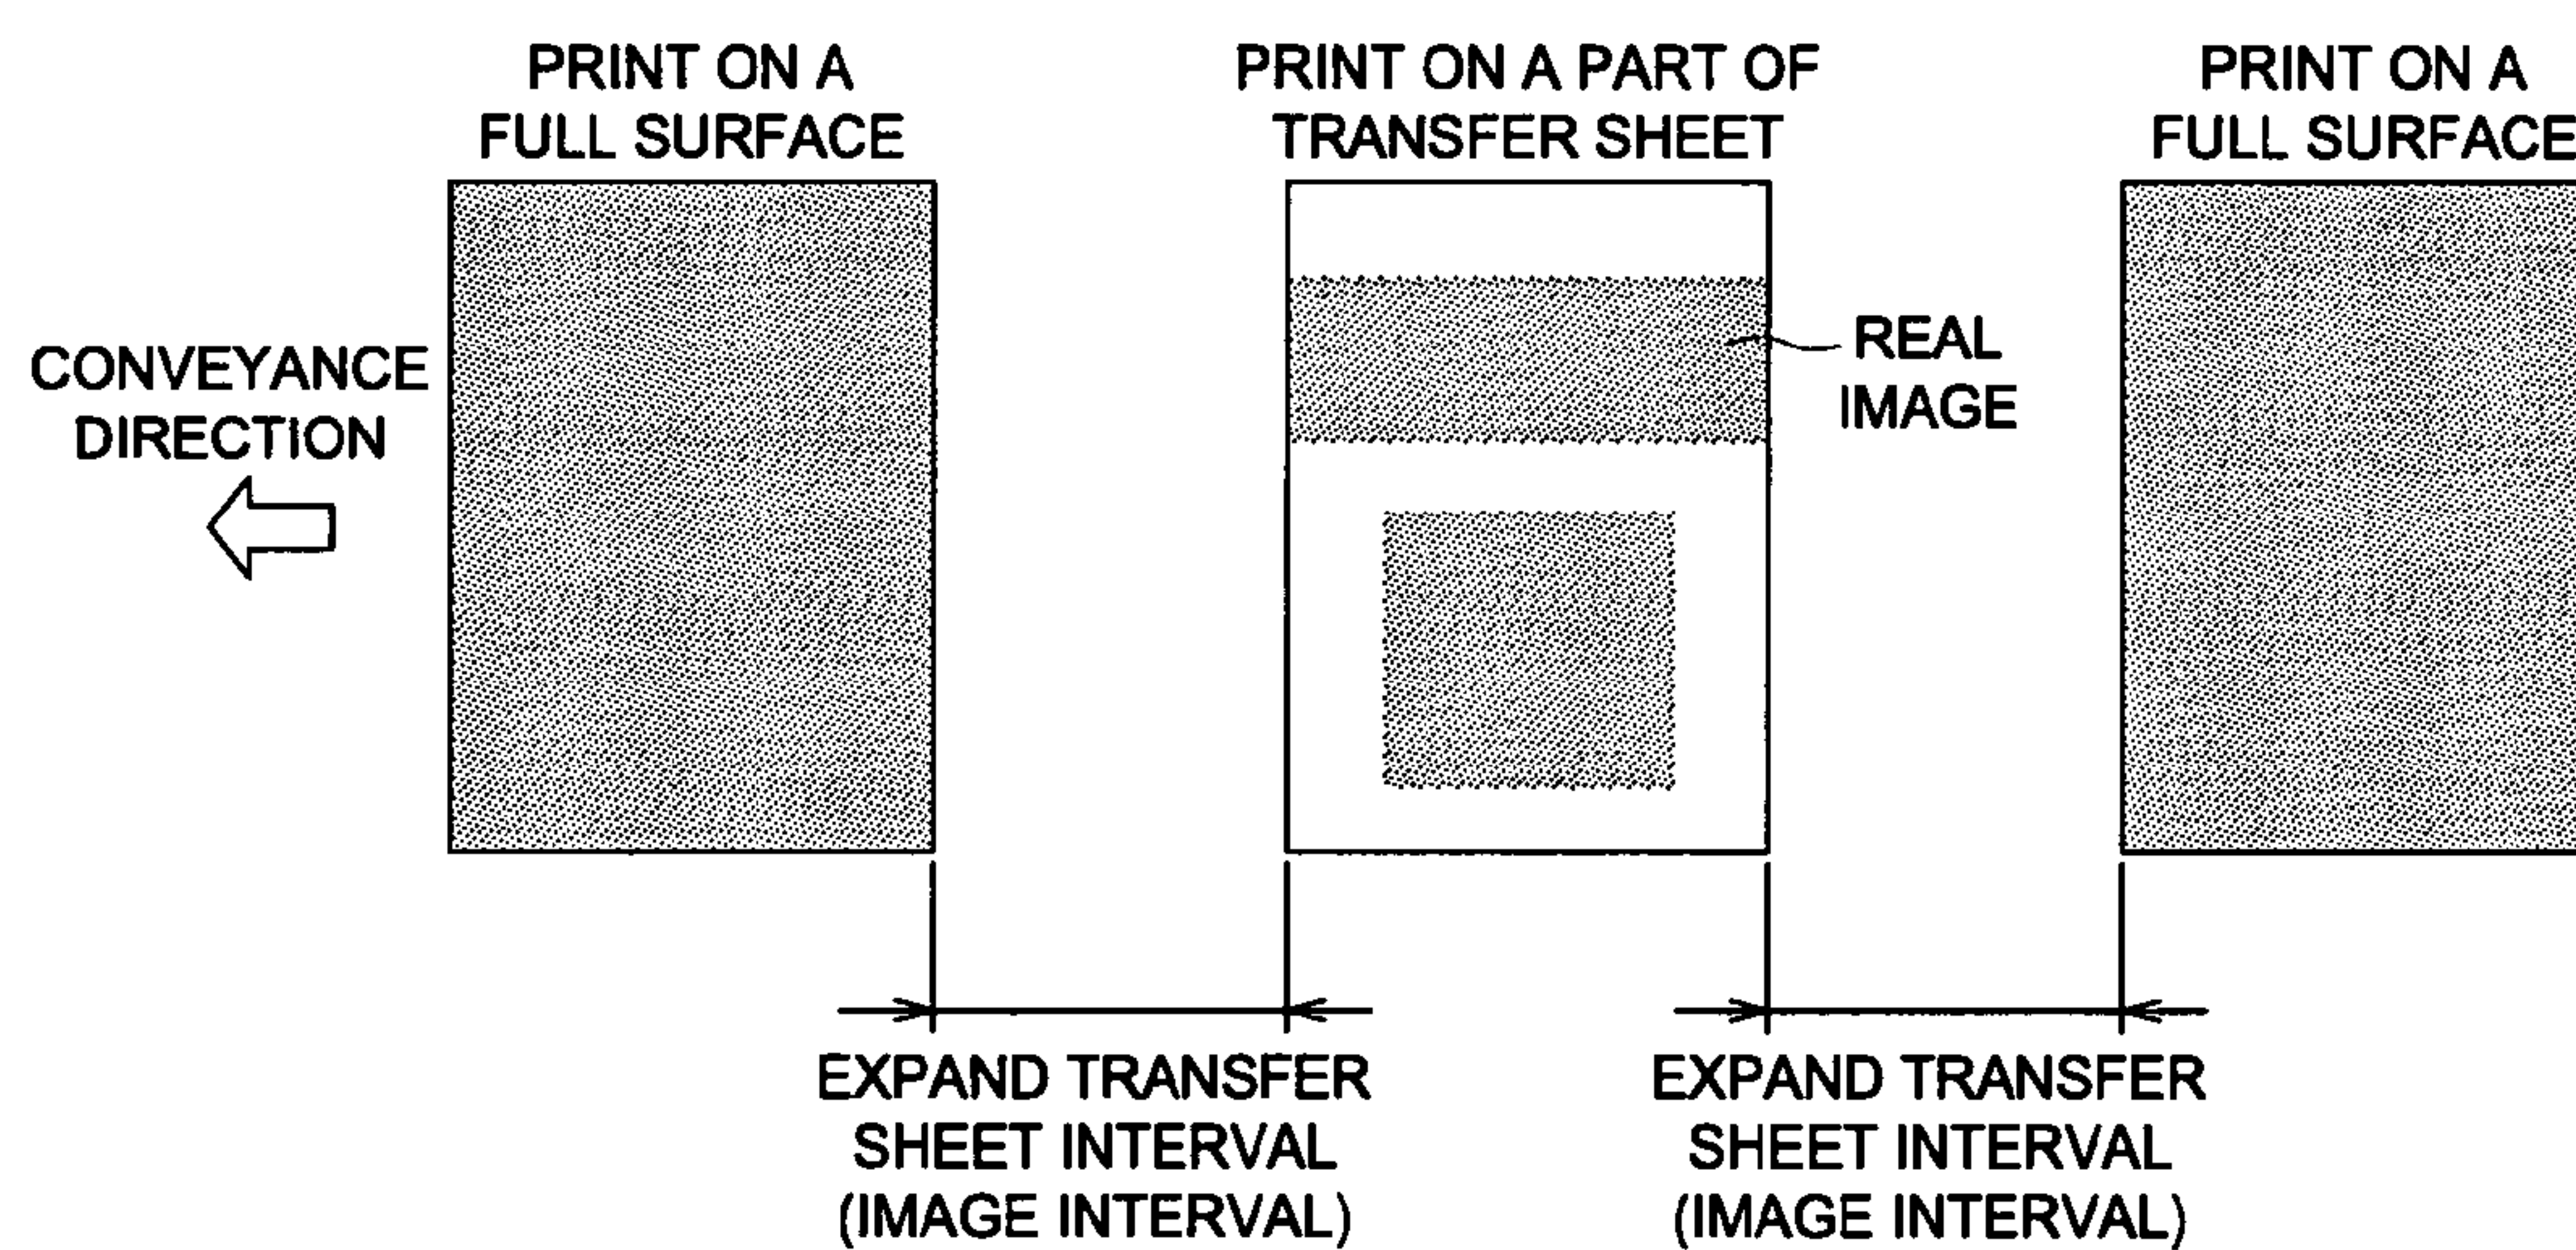 PRINT ON A
FULL SURFACE
PRINT ON A PART OF
TRANSFER SHEET
PRINT ON A
FULL SURFACE
CONVEYANCE
DIRECTION
REAL
IMAGE
EXPAND TRANSFER
SHEET INTERVAL
(IMAGE INTERVAL)
EXPAND TRANSFER
SHEET INTERVAL
(IMAGE INTERVAL)